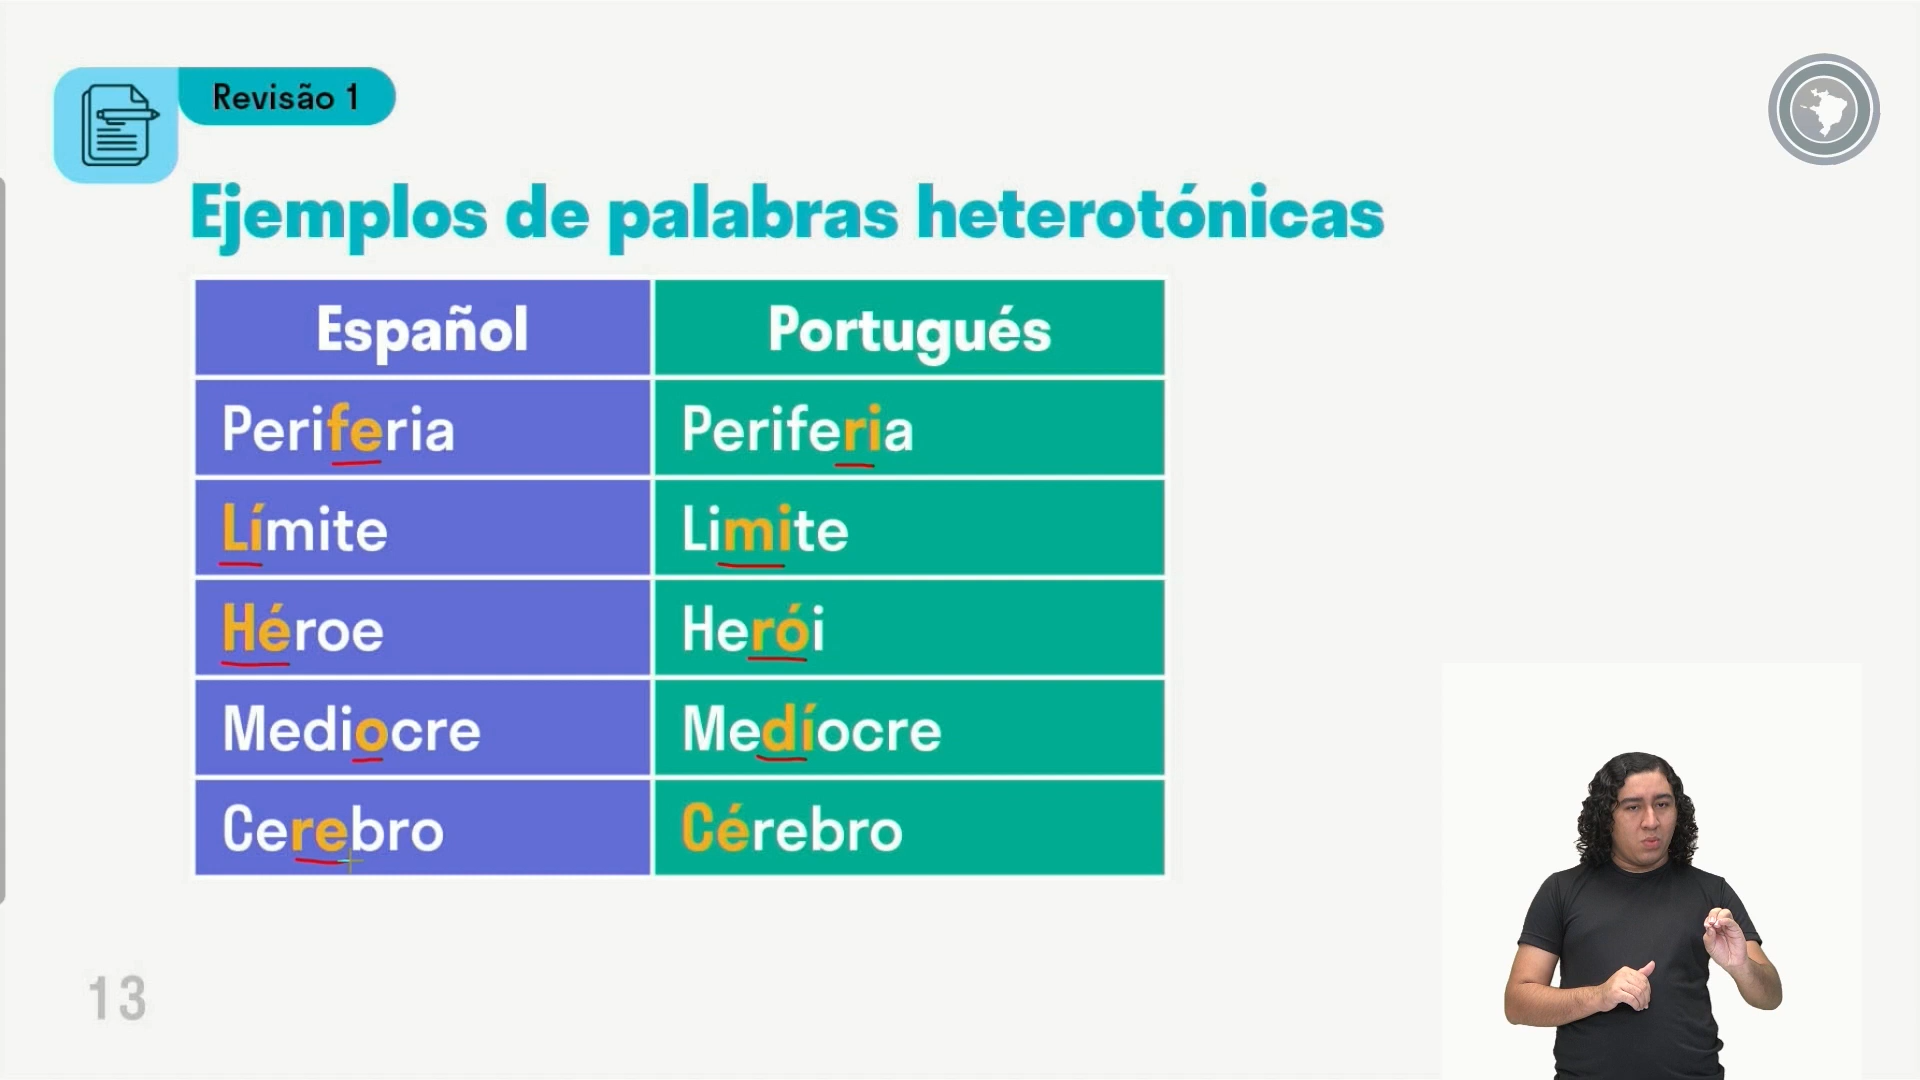 Revisão 1
Ejemplos de palabras heterotónicas
Español Portugués
Periferia Periferia
Límite Limite
Héroe Herói
Mediocre Medíocre
Cerebro Cérebro
13